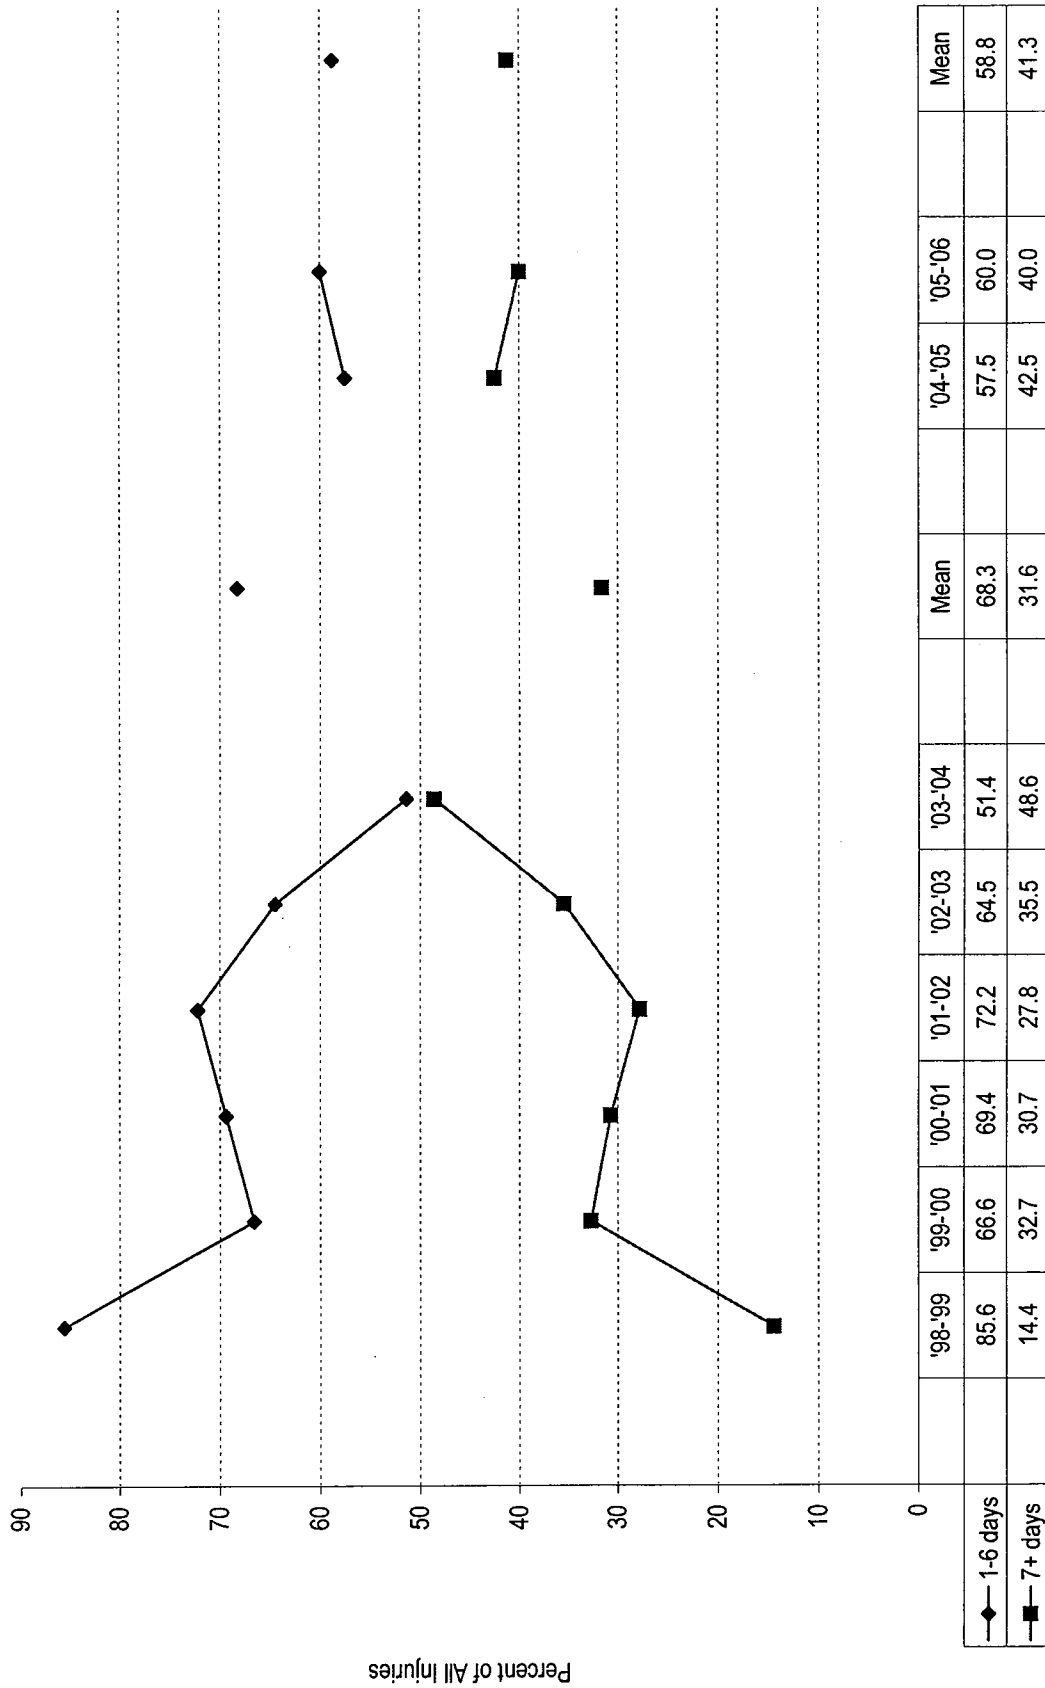 Percent of All Injuries
90
80
70
60
50
40
30
20
10
0
'98-'99 '99-'00 '00-'01 '01-'02 '02-'03 '03-'04 Mean '04-'05 '05-'06 Mean
1-6 days 85.6 66.6 69.4 72.2 64.5 51.4 68.3 57.5 60.0 58.8
7+ days 14.4 32.7 30.7 27.8 35.5 48.6 31.6 42.5 40.0 41.3